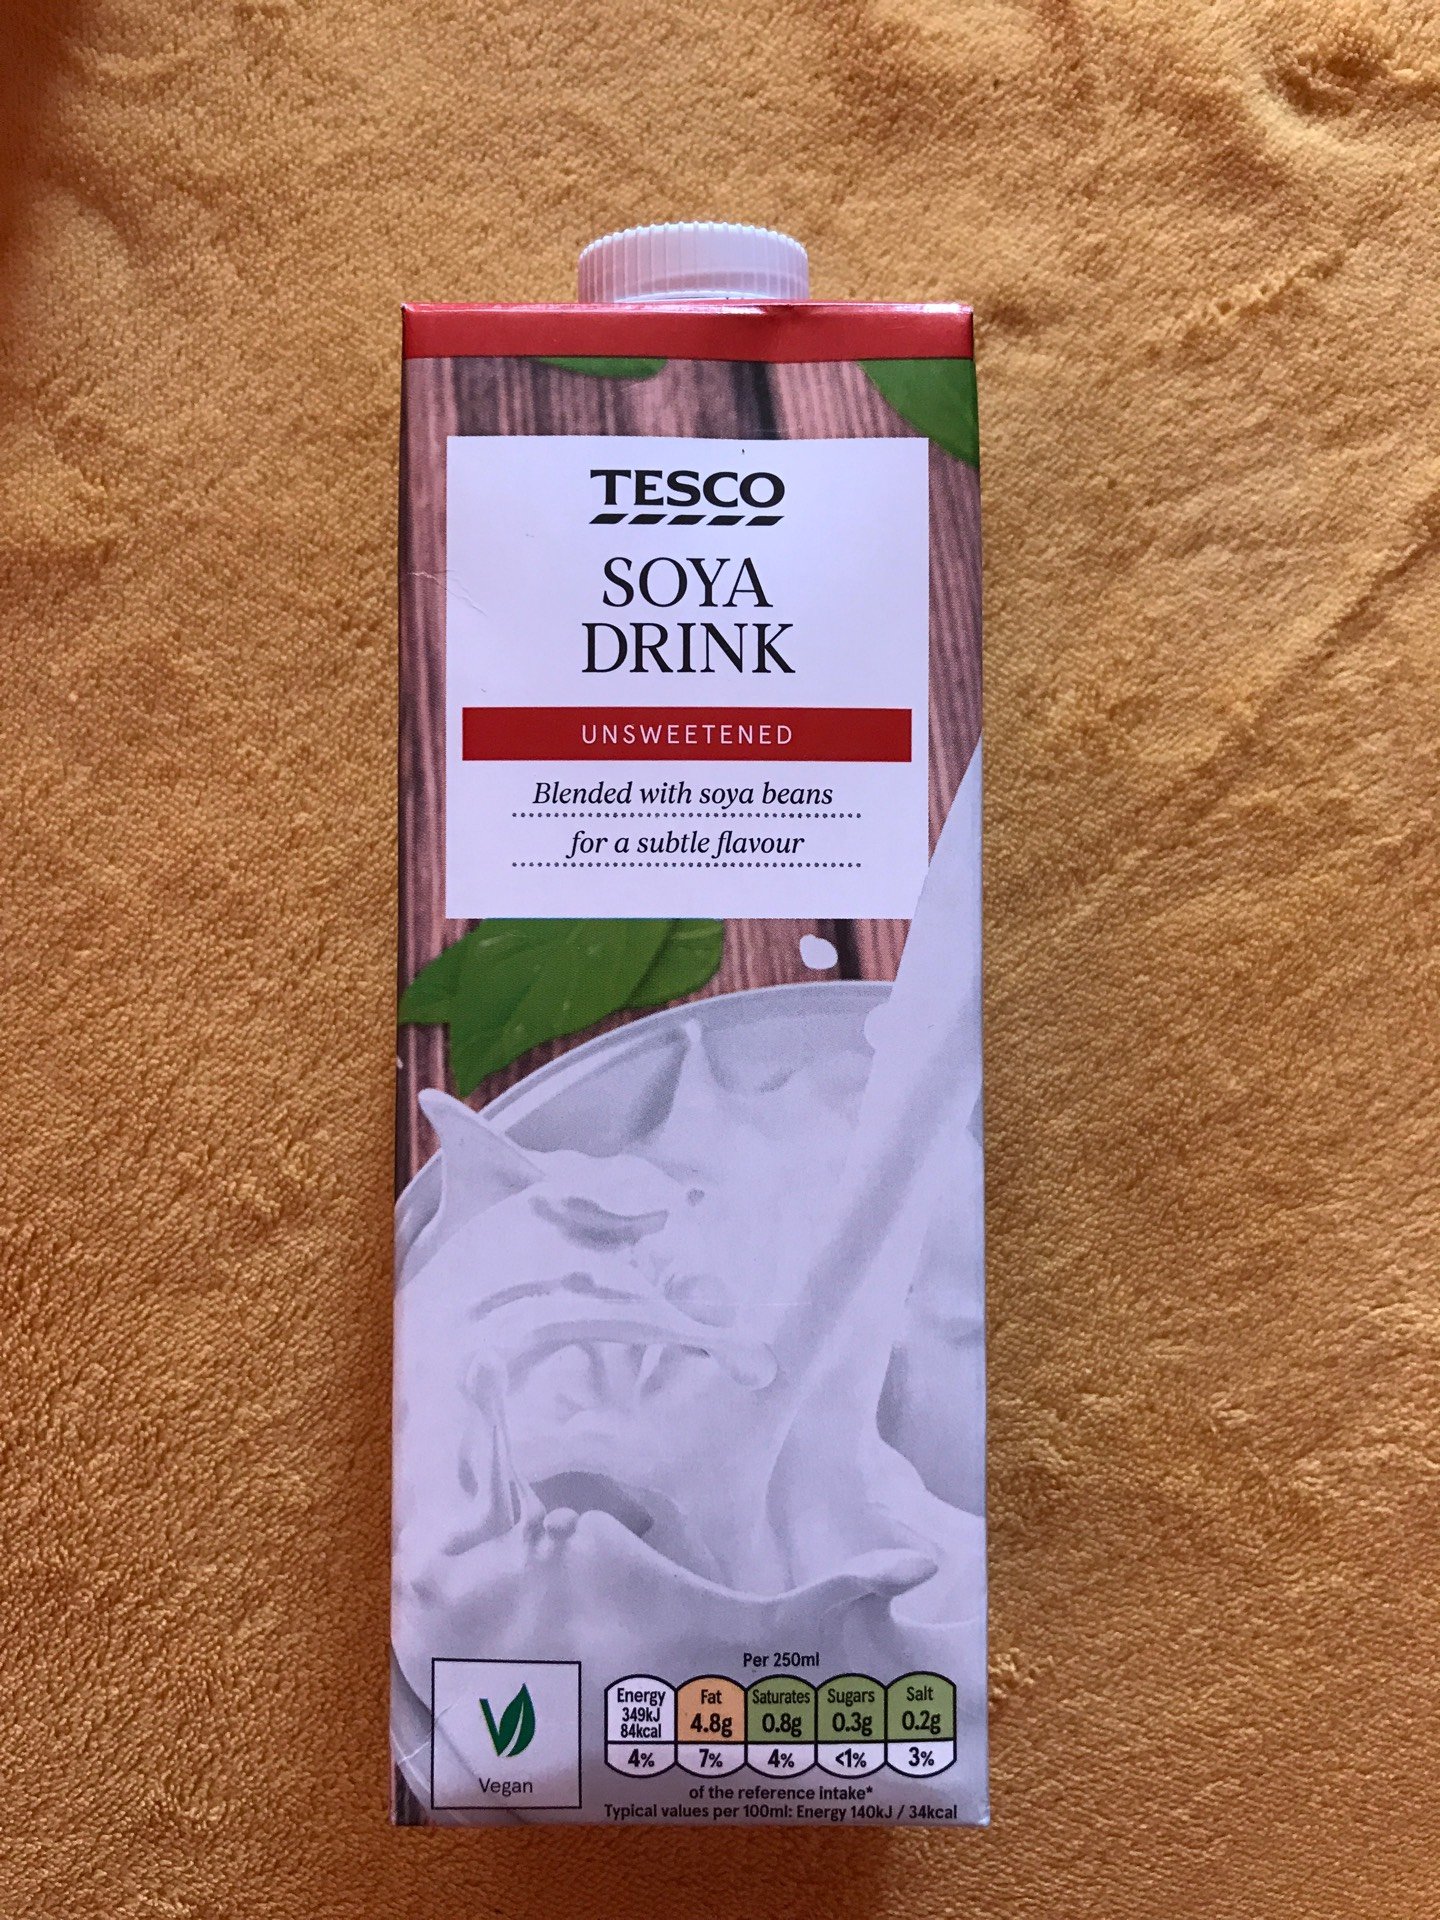 TESCO
SOYA
DRINK
UNSWEETENED
Blended with soya beans
for a subtle flavour
Vegan
Per 250ml
Energy 349kJ 84kcal 4%
Fat 4.8g 7%
Saturates 0.8g 4%
Sugars 0.3g <1%
Salt 0.2g 3%
of the reference intake*
Typical values per 100ml: Energy 140kJ / 34kcal